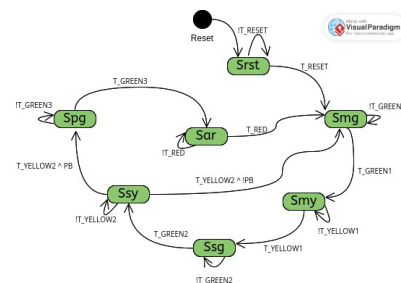 Made with
Visual Paradigm
For non-commercial use
Reset
!T_RESET
Srst
T_RESET
T_GREEN3
!T_GREEN3
Spg
Sar
T_RED
!T_RED
Smg
!T_GREEN
T_GREEN1
T_YELLOW2 ^ PB
Ssy
T_YELLOW2 ^ !PB
!T_YELLOW2
Smy
!T_YELLOW1
T_GREEN2
Ssg
T_YELLOW1
!T_GREEN2